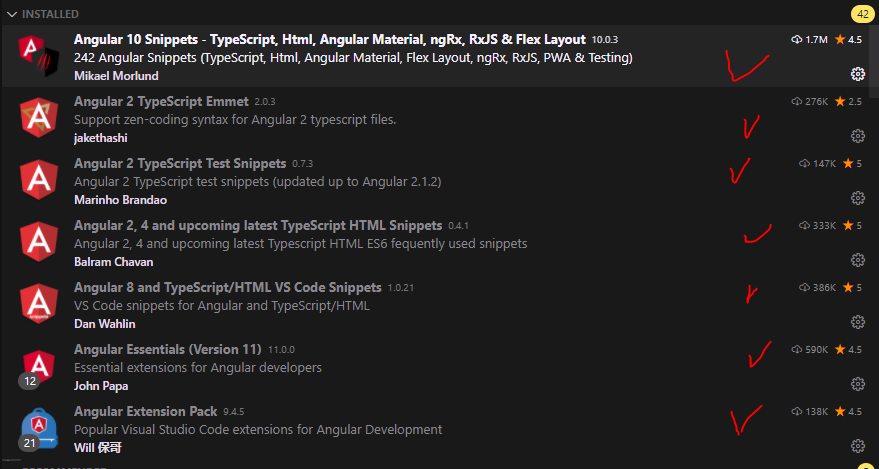 INSTALLED 42
Angular 10 Snippets - TypeScript, Html, Angular Material, ngRx, RxJS & Flex Layout 10.0.3 1.7M 4.5
242 Angular Snippets (TypeScript, Html, Angular Material, Flex Layout, ngRx, RxJS, PWA & Testing)
Mikael Morlund
Angular 2 TypeScript Emmet 2.0.3 276K 2.5
Support zen-coding syntax for Angular 2 typescript files.
jakethashi
Angular 2 TypeScript Test Snippets 0.7.3 147K 5
Angular 2 TypeScript test snippets (updated up to Angular 2.1.2)
Marinho Brandao
Angular 2, 4 and upcoming latest TypeScript HTML Snippets 0.4.1 333K 5
Angular 2, 4 and upcoming latest Typescript HTML ES6 fequently used snippets
Balram Chavan
Angular 8 and TypeScript/HTML VS Code Snippets 1.0.21 386K 5
VS Code snippets for Angular and TypeScript/HTML
Dan Wahlin
Angular Essentials (Version 11) 11.0.0 590K 4.5
Essential extensions for Angular developers
12 John Papa
Angular Extension Pack 9.4.5 138K 4.5
Popular Visual Studio Code extensions for Angular Development
21 Will 保哥